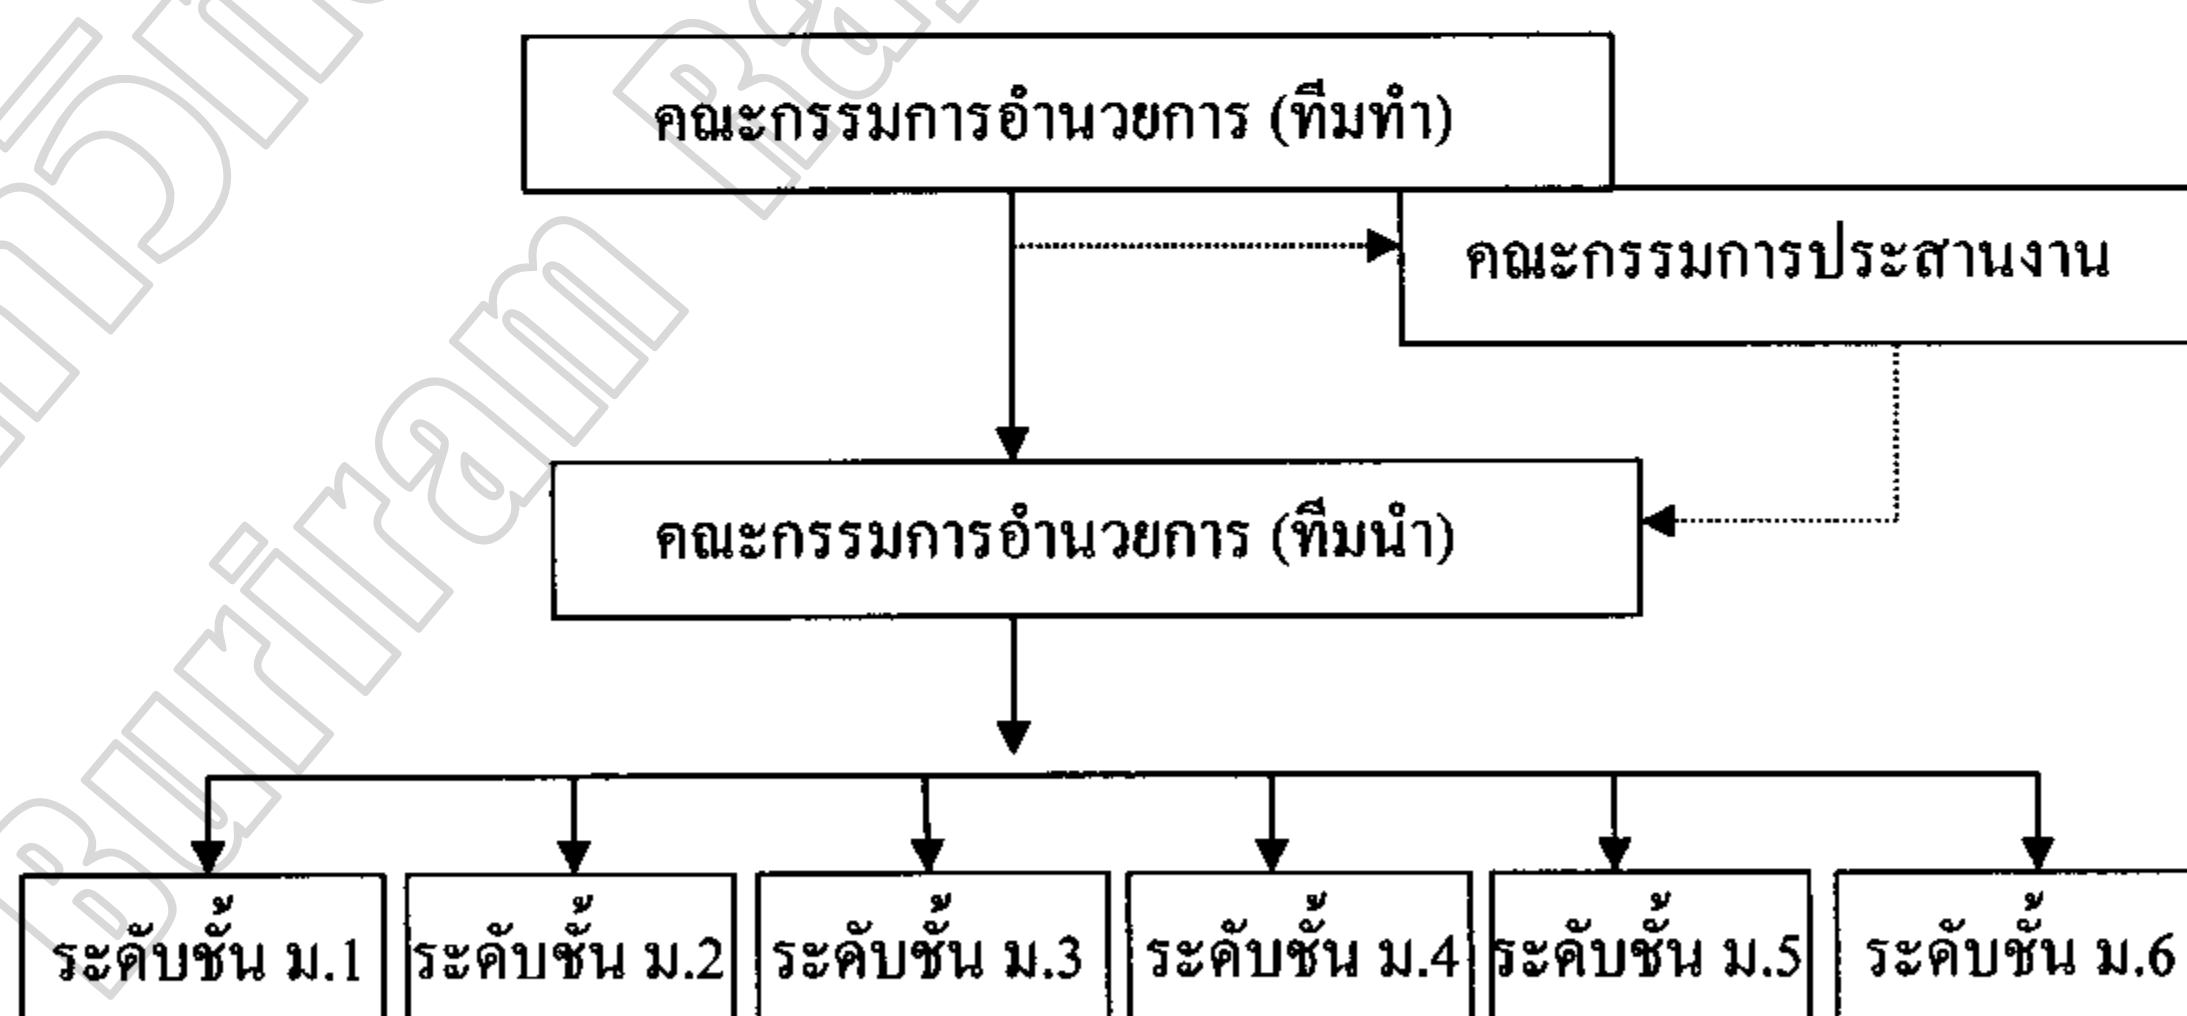 คณะกรรมการอำนวยการ (ทีมทำ)
คณะกรรมการประสานงาน
คณะกรรมการอำนวยการ (ทีมนำ)
ระดับชั้น ม.1
ระดับชั้น ม.2
ระดับชั้น ม.3
ระดับชั้น ม.4
ระดับชั้น ม.5
ระดับชั้น ม.6
Buriram